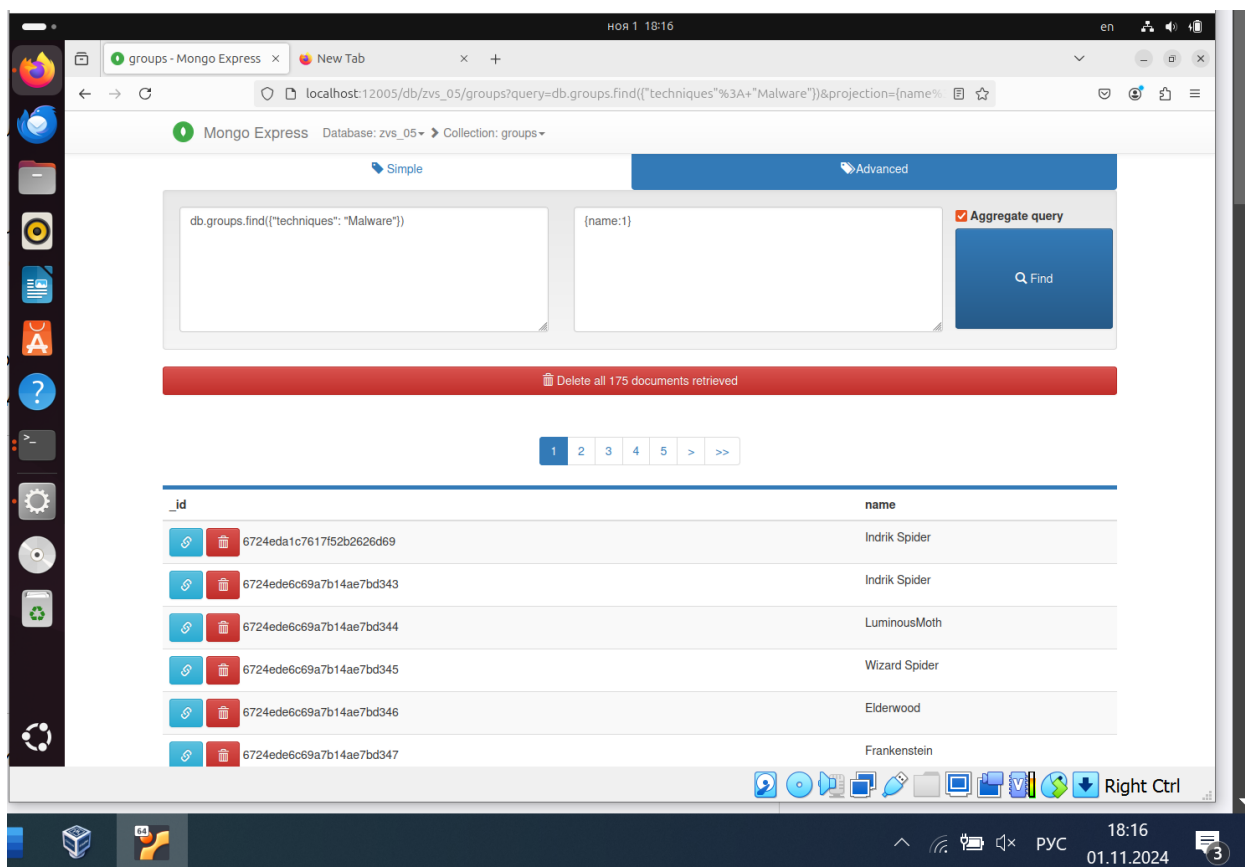 ноя 1 18:16
en
groups - Mongo Express
New Tab
localhost:12005/db/zvs_05/groups?query=db.groups.find({"techniques"%3A+"Malware"})&projection={name%
Mongo Express Database: zvs_05 Collection: groups
Simple
Advanced
db.groups.find({"techniques": "Malware"})
{name:1}
Aggregate query
Find
Delete all 175 documents retrieved
1 2 3 4 5 > >>
_id name
6724eda1c7617f52b2626d69 Indrik Spider
6724ede6c69a7b14ae7bd343 Indrik Spider
6724ede6c69a7b14ae7bd344 LuminousMoth
6724ede6c69a7b14ae7bd345 Wizard Spider
6724ede6c69a7b14ae7bd346 Elderwood
6724ede6c69a7b14ae7bd347 Frankenstein
Right Ctrl
64
РУС
18:16
01.11.2024
3